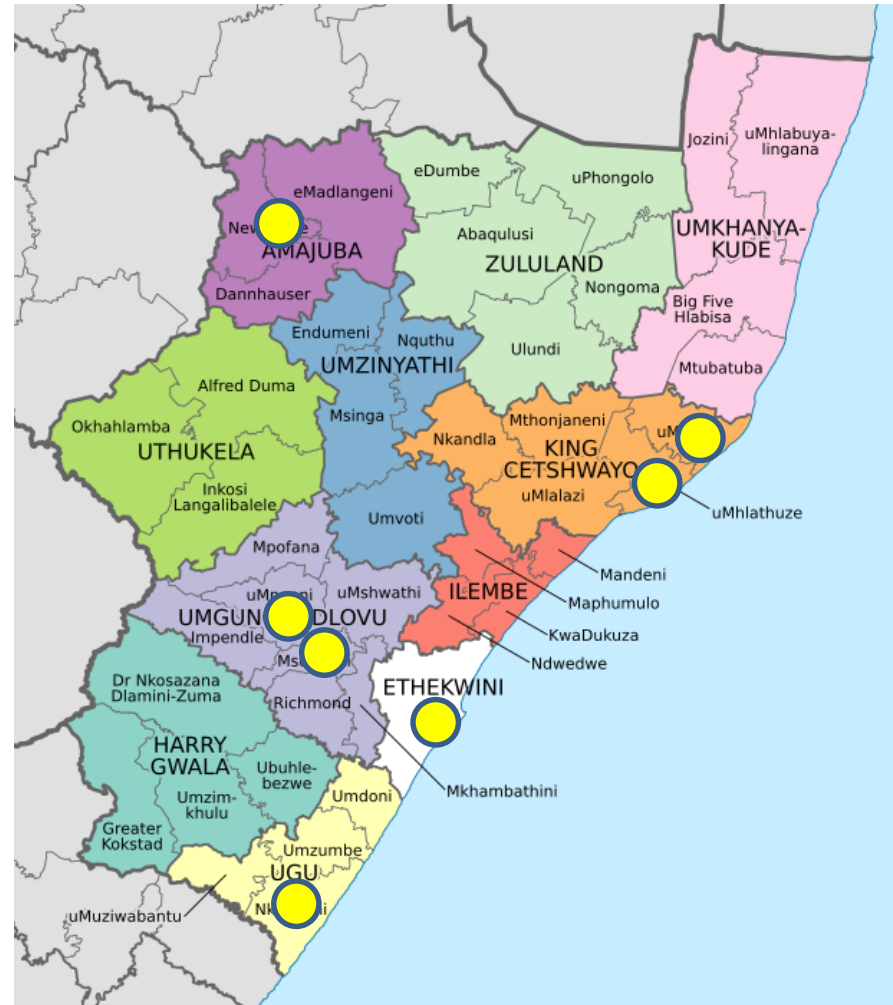 Jozini
uMhlabuya-
lingana
eDumbe
uPhongolo
eMadlangeni
AMAJUBA
Abaqulusi
UMKHANYA-
KUDE
ZULULAND
Nongoma
Dannhauser
Big Five
Hlabisa
Endumeni
Nquthu
Ulundi
UMZINYATHI
Mtubatuba
Alfred Duma
Okhahlamba
Msinga
Mthonjaneni
Nkandla
KING
CETSHWAYO
UTHUKELA
Inkosi
Langalibalele
uMlalazi
uMhlathuze
Umvoti
Mpofana
Mandeni
uMshwathi
ILEMBE
Maphumulo
Impendle
KwaDukuza
Ndwedwe
Dr Nkosazana
Dlamini-Zuma
ETHEKWINI
Richmond
HARRY
GWALA
Ubuhle-
bezwe
Mkhambathini
Umzim-
khulu
Umdoni
Greater
Kokstad
Umzumbe
UGU
uMuziwabantu